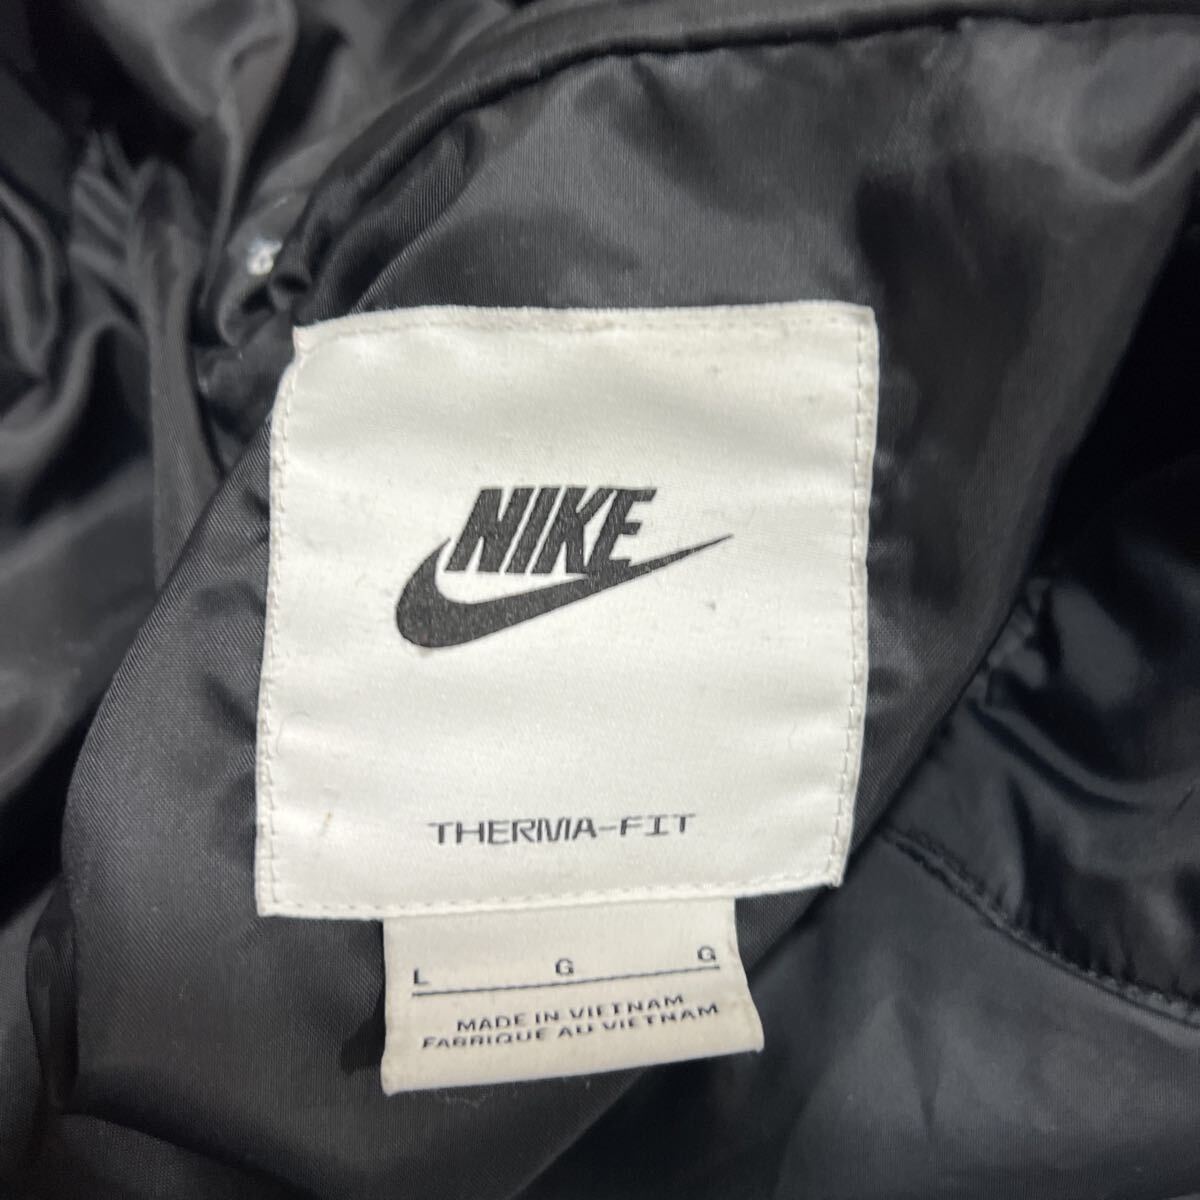 NIKE
THERMA-FIT
L G G
MADE IN VIETNAM
FABRIQUE AU VIETNAM